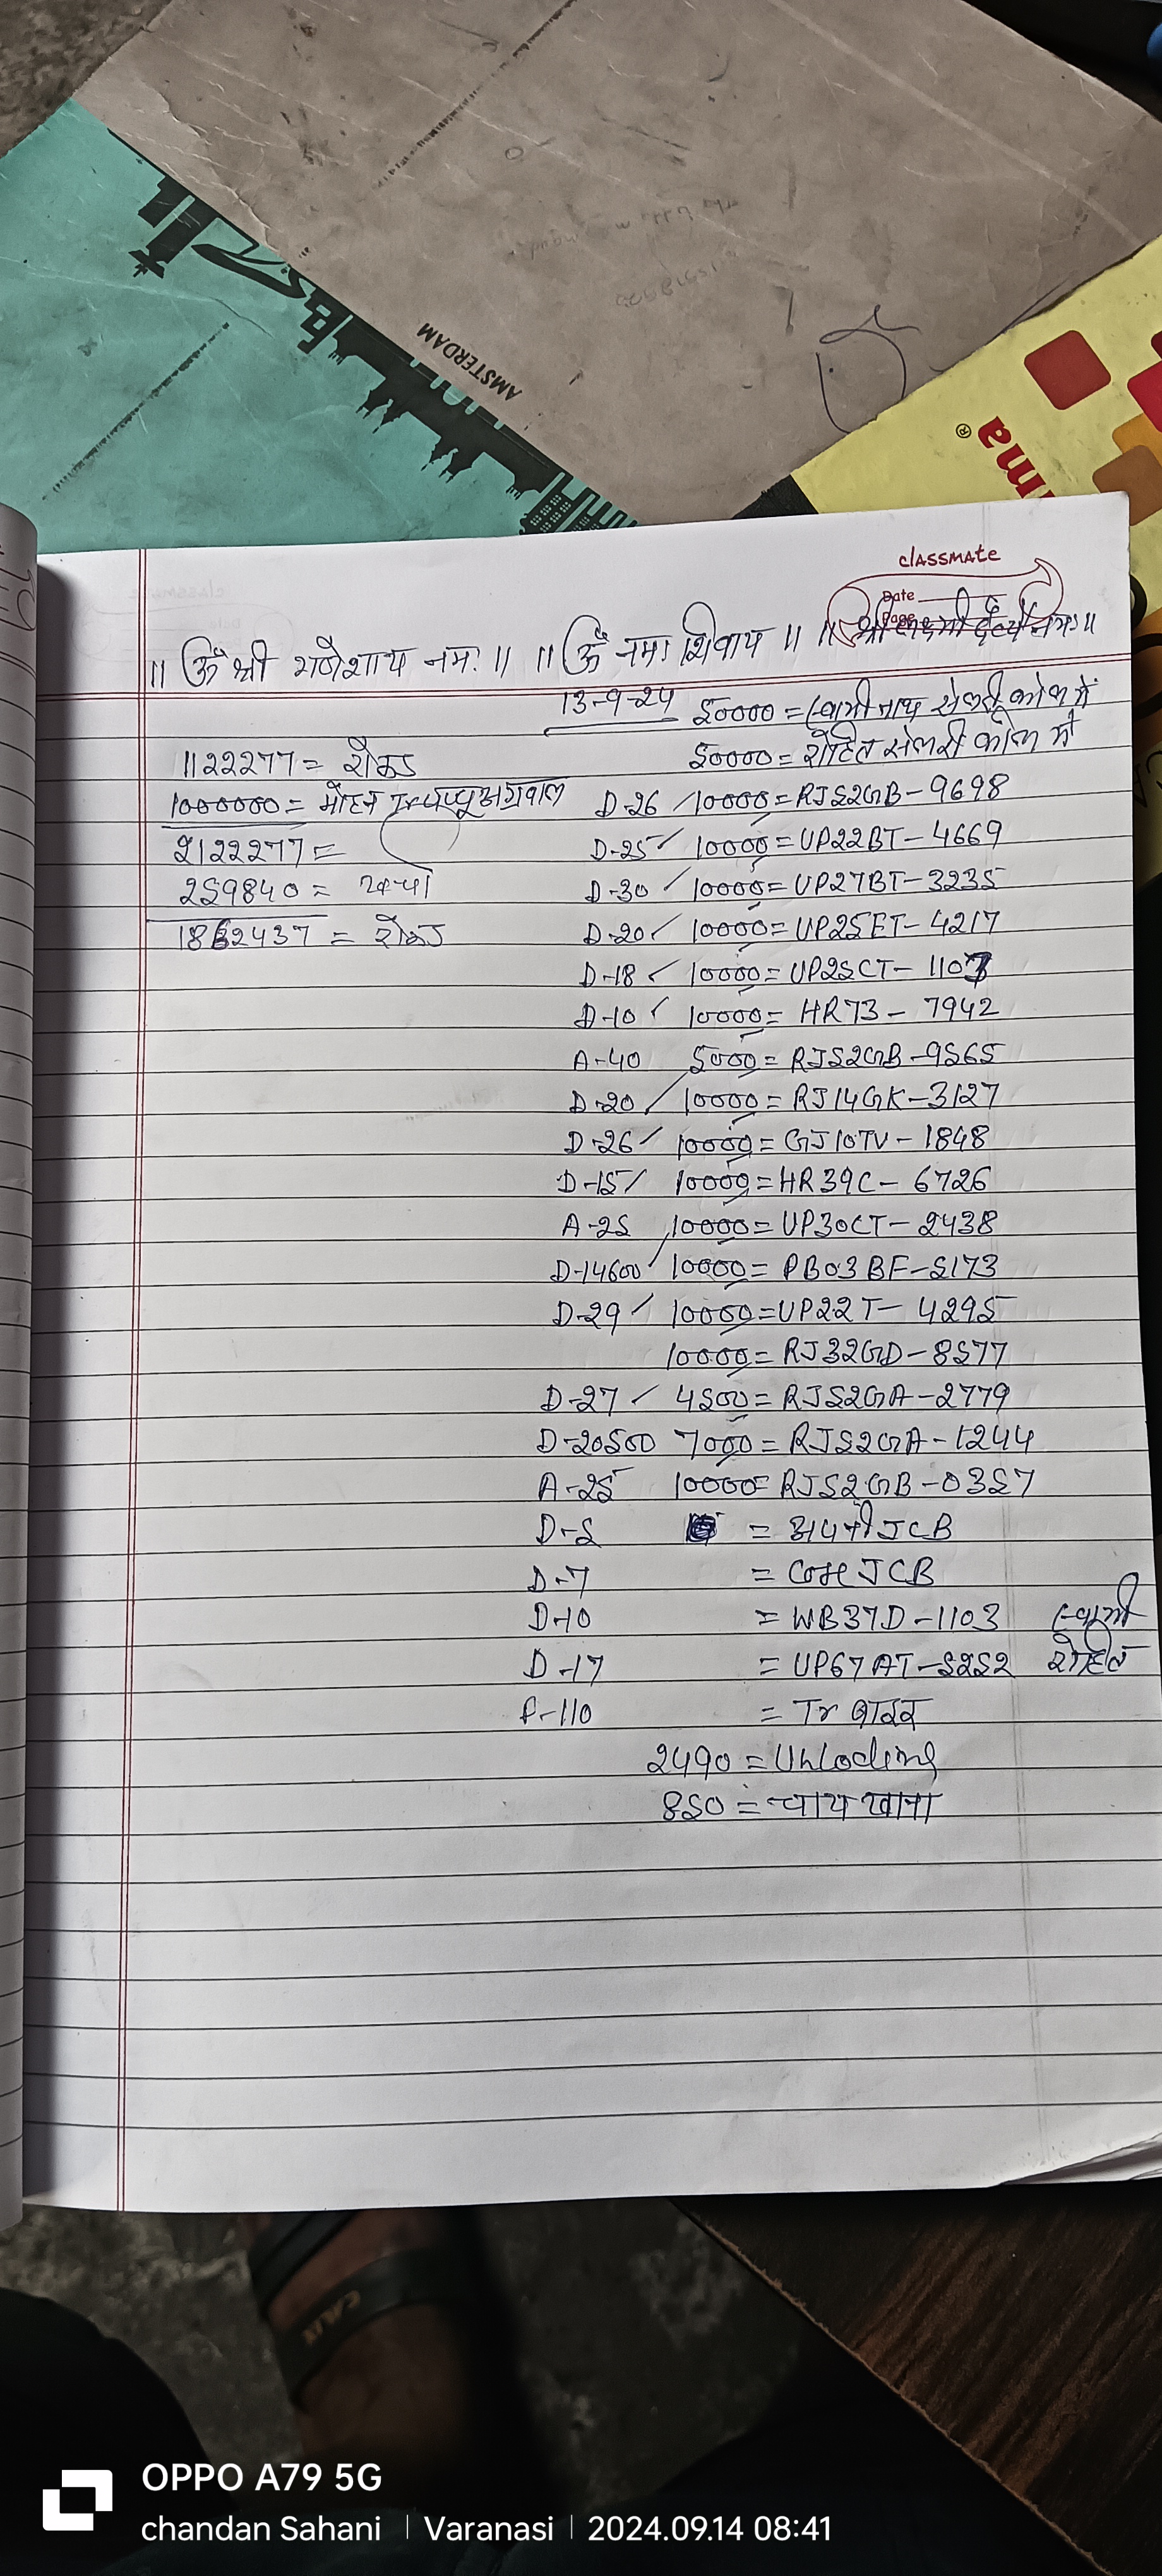 AMSTERDAM
ma®
classmate
Date
Page
॥ ॐ श्री गणेशाय नमः ॥ ॥ ॐ नमः शिवाय ॥ ॥ श्री लक्ष्मी देव्यै नमः ॥
13-9-24
50000 = स्वामी नाथ सेलरी कोल में
50000 = रोहित सेलरी कोल में
1122277 = रोकड
1000000 = मोहन पप्पू अग्रवाल
2122277 =
259840 = खर्चा
1862437 = रोकड
D-26 / 10000 = RJ52GB-9698
D-25 / 10000 = UP22BT-4669
D-30 / 10000 = UP27BT-3235
D-20 / 10000 = UP25ET-4217
D-18 / 10000 = UP25CT-1107
D-10 / 10000 = HR73-7942
A-40 5000 = RJ52GB-9565
D-20 / 10000 = RJ14GK-3127
D-26 / 10000 = GJ10TV-1848
D-15 / 10000 = HR39C-6726
A-25 10000 = UP30CT-2438
D-14600 / 10000 = PB03BF-5173
D-29 / 10000 = UP22T-4295
10000 = RJ32GD-8577
D-27 / 4500 = RJ52GA-2779
D-20500 7000 = RJ52GA-1244
A-25 10000 = RJ52GB-0357
D-5 = अपनी JCB
D-7 = Case JCB
D-10 = WB37D-1103 स्वामी
D-17 = UP67AT-5252 रोहित
P-110 = Tr
2490 = Unloding
850 = चाय खाना
OPPO A79 5G
chandan Sahani | Varanasi | 2024.09.14 08:41